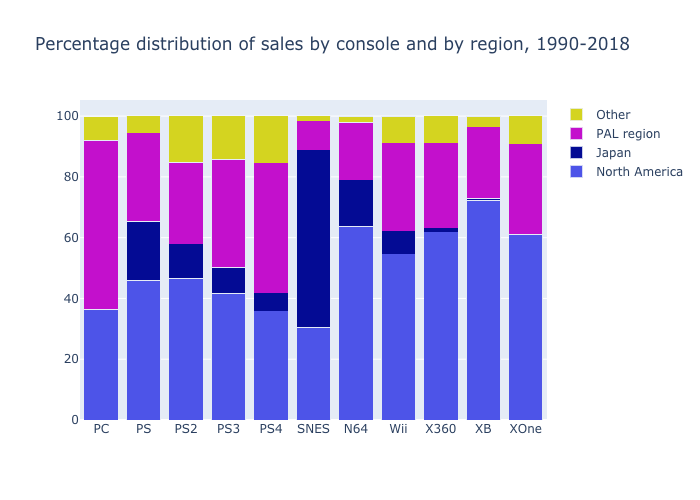 Percentage distribution of sales by console and by region, 1990-2018
100
80
60
40
20
0
PC PS PS2 PS3 PS4 SNES N64 Wii X360 XB XOne
Other
PAL region
Japan
North America